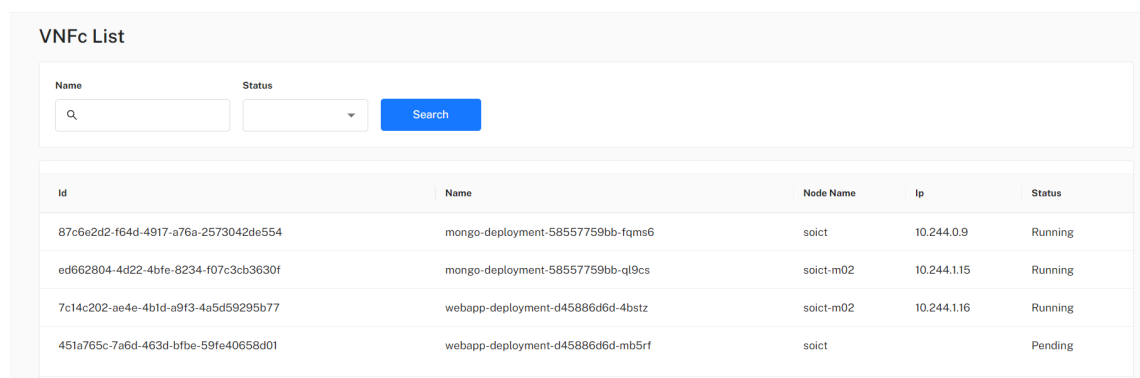 VNFc List
Name Status
Search
Id Name Node Name Ip Status
87c6e2d2-f64d-4917-a76a-2573042de554 mongo-deployment-58557759bb-fqms6 soict 10.244.0.9 Running
ed662804-4d22-4bfe-8234-f07c3cb3630f mongo-deployment-58557759bb-ql9cs soict-m02 10.244.1.15 Running
7c14c202-ae4e-4b1d-a9f3-4a5d59295b77 webapp-deployment-d45886d6d-4bstz soict-m02 10.244.1.16 Running
451a765c-7a6d-463d-bfbe-59fe40658d01 webapp-deployment-d45886d6d-mb5rf soict Pending